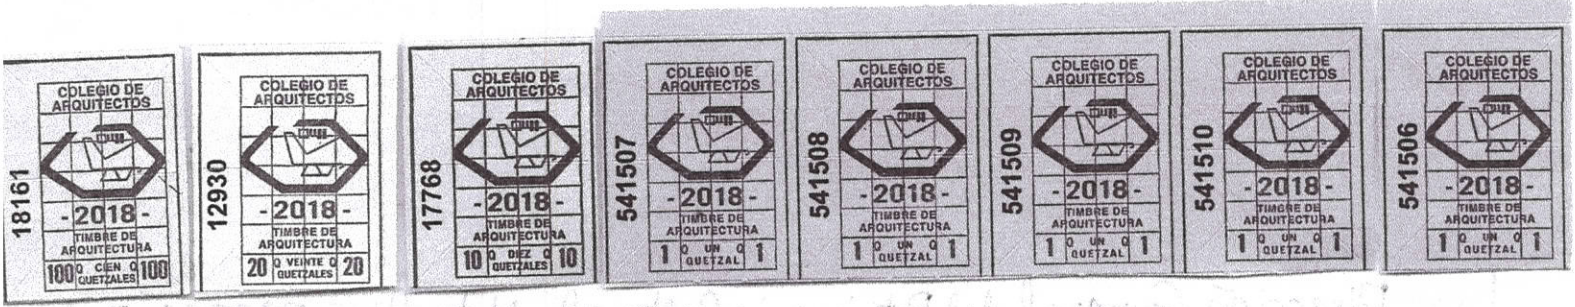 18161
COLEGIO DE
ARQUITECTOS
- 2018 -
TIMBRE DE
ARQUITECTURA
100 Q CIEN Q 100
QUETZALES
12930
COLEGIO DE
ARQUITECTOS
- 2018 -
TIMBRE DE
ARQUITECTURA
20 Q VEINTE Q 20
QUETZALES
17768
COLEGIO DE
ARQUITECTOS
- 2018 -
TIMBRE DE
ARQUITECTURA
10 Q DIEZ Q 10
QUETZALES
541507
COLEGIO DE
ARQUITECTOS
- 2018 -
TIMBRE DE
ARQUITECTURA
1 Q UN Q 1
QUETZAL
541508
COLEGIO DE
ARQUITECTOS
- 2018 -
TIMBRE DE
ARQUITECTURA
1 Q UN Q 1
QUETZAL
541509
COLEGIO DE
ARQUITECTOS
- 2018 -
TIMBRE DE
ARQUITECTURA
1 Q UN Q 1
QUETZAL
541510
COLEGIO DE
ARQUITECTOS
- 2018 -
TIMBRE DE
ARQUITECTURA
1 Q UN Q 1
QUETZAL
541506
COLEGIO DE
ARQUITECTOS
- 2018 -
TIMBRE DE
ARQUITECTURA
1 Q UN Q 1
QUETZAL